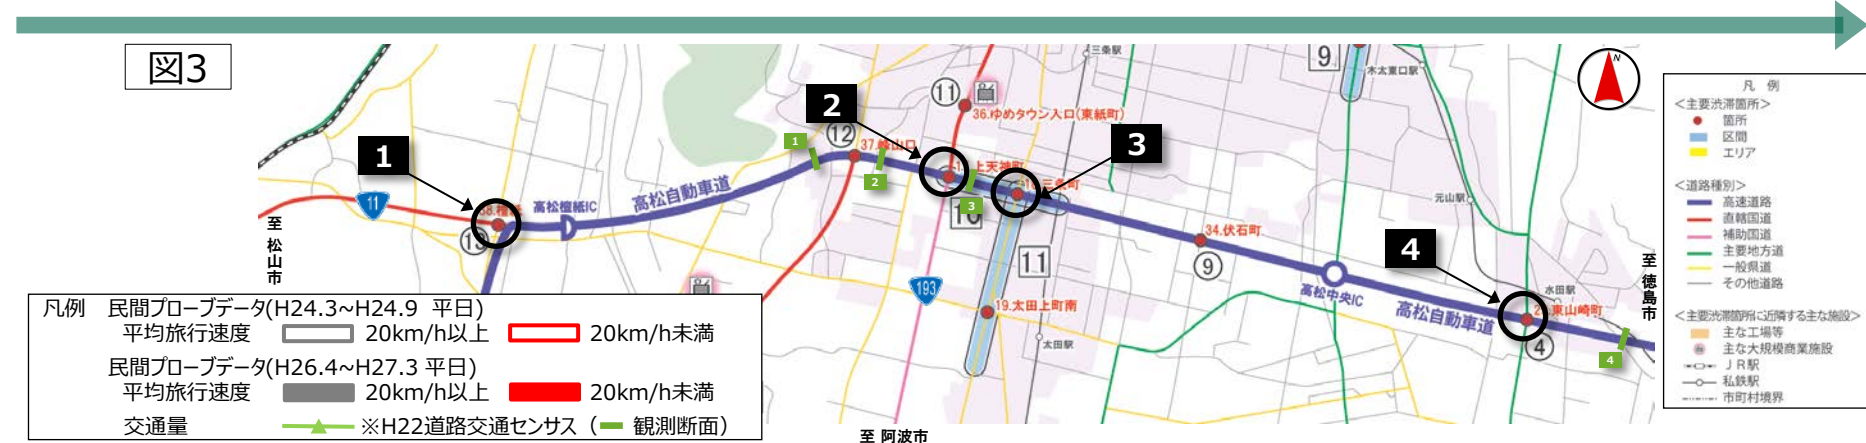 図3
三条駅
9
木太東口駅
N
11
36.ゆめタウン入口(東紙町)
2
12
37.峰山口
1
2
3
1
上天神町
三条町
3
10
11
高松自動車道
高松檀紙IC
38.檀紙
13
至松山市
元山駅
34.伏石町
9
4
高松中央IC
高松自動車道
水田駅
東山崎町
4
4
至徳島市
193
11
19.太田上町南
太田駅
至 阿波市
凡例 民間プローブデータ(H24.3~H24.9 平日)
平均旅行速度 20km/h以上 20km/h未満
民間プローブデータ(H26.4~H27.3 平日)
平均旅行速度 20km/h以上 20km/h未満
交通量 ※H22道路交通センサス ( 観測断面)
凡 例
<主要渋滞箇所>
箇所
区間
エリア
<道路種別>
高速道路
直轄国道
補助国道
主要地方道
一般県道
その他道路
<主要渋滞箇所に近隣する主な施設>
主な工場等
主な大規模商業施設
JR駅
私鉄駅
市町村境界